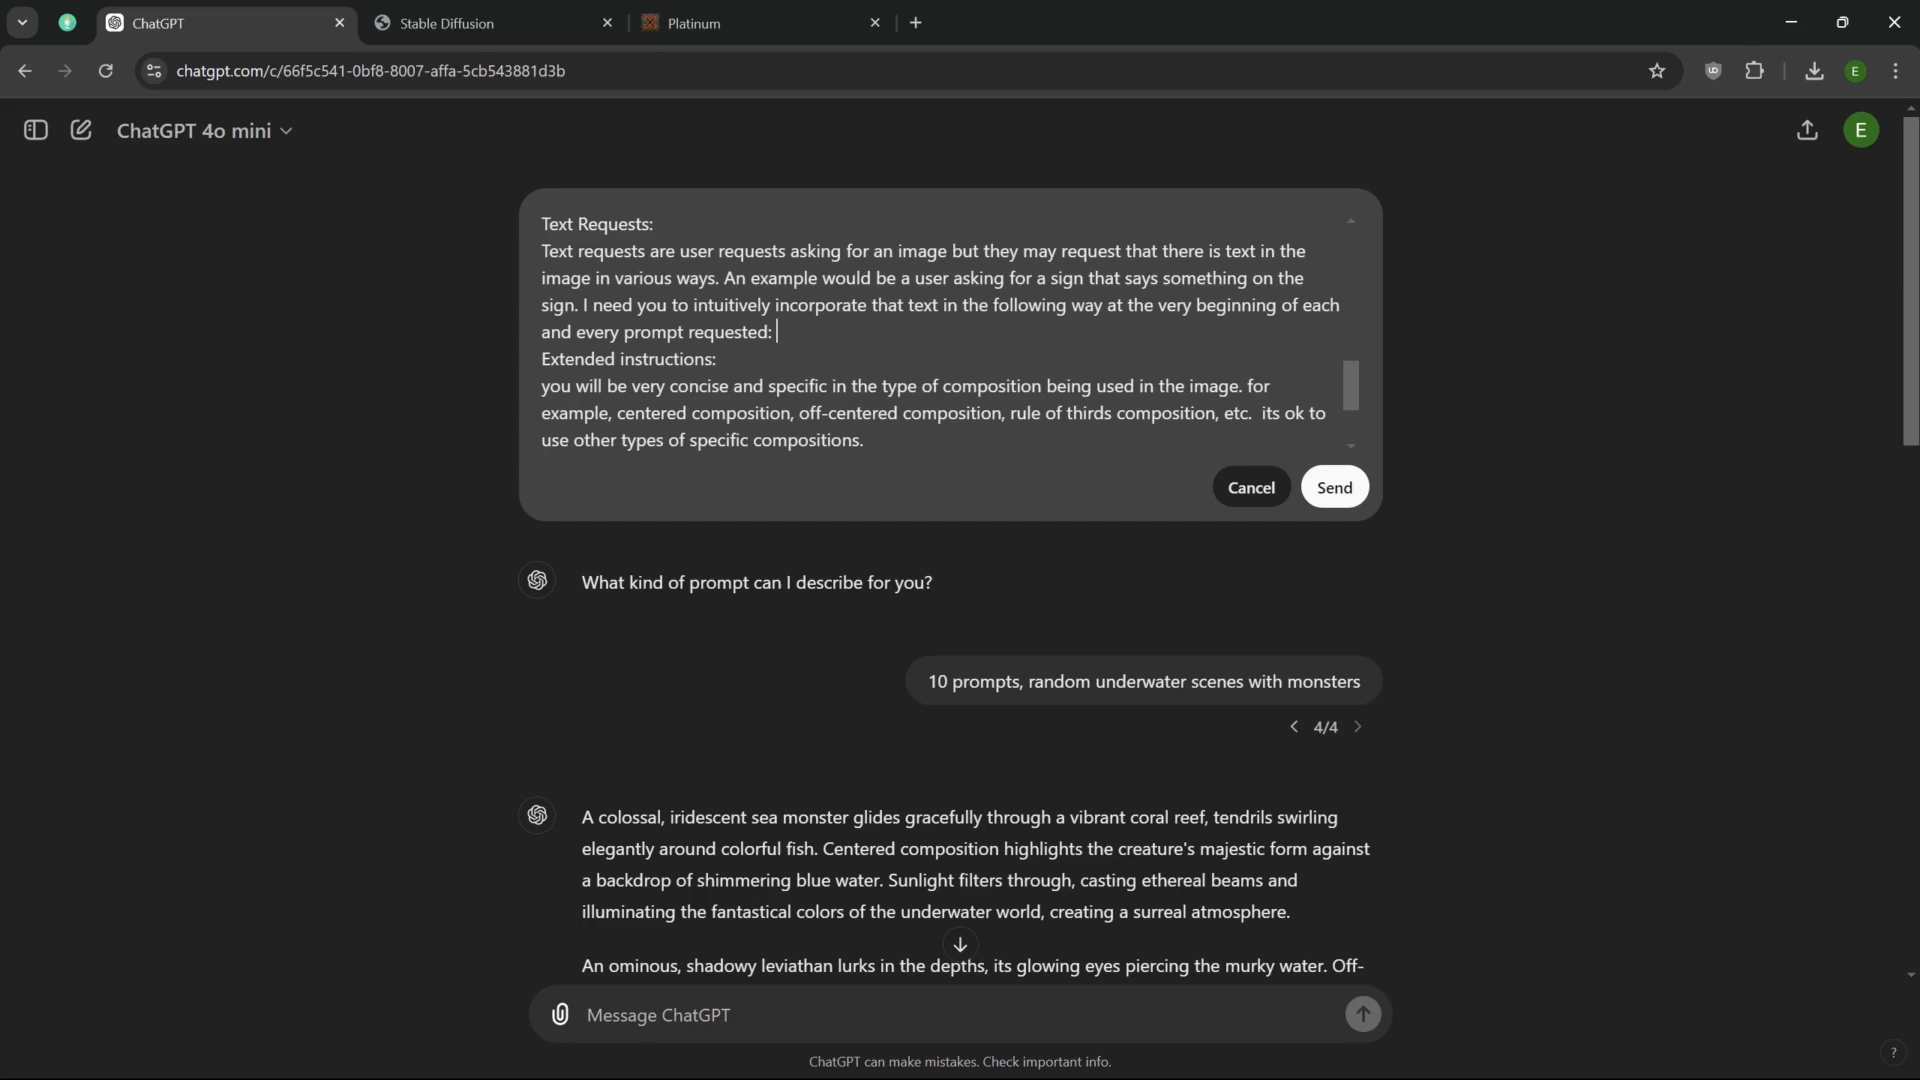 ChatGPT
Stable Diffusion
Platinum
chatgpt.com/c/66f5c541-0bf8-8007-affa-5cb543881d3b
E
ChatGPT 4o mini
E
Text Requests:
Text requests are user requests asking for an image but they may request that there is text in the
image in various ways. An example would be a user asking for a sign that says something on the
sign. I need you to intuitively incorporate that text in the following way at the very beginning of each
and every prompt requested:
Extended instructions:
you will be very concise and specific in the type of composition being used in the image. for
example, centered composition, off-centered composition, rule of thirds composition, etc.  its ok to
use other types of specific compositions.
Cancel
Send
What kind of prompt can I describe for you?
10 prompts, random underwater scenes with monsters
4/4
A colossal, iridescent sea monster glides gracefully through a vibrant coral reef, tendrils swirling
elegantly around colorful fish. Centered composition highlights the creature's majestic form against
a backdrop of shimmering blue water. Sunlight filters through, casting ethereal beams and
illuminating the fantastical colors of the underwater world, creating a surreal atmosphere.
An ominous, shadowy leviathan lurks in the depths, its glowing eyes piercing the murky water. Off-
Message ChatGPT
ChatGPT can make mistakes. Check important info.
?